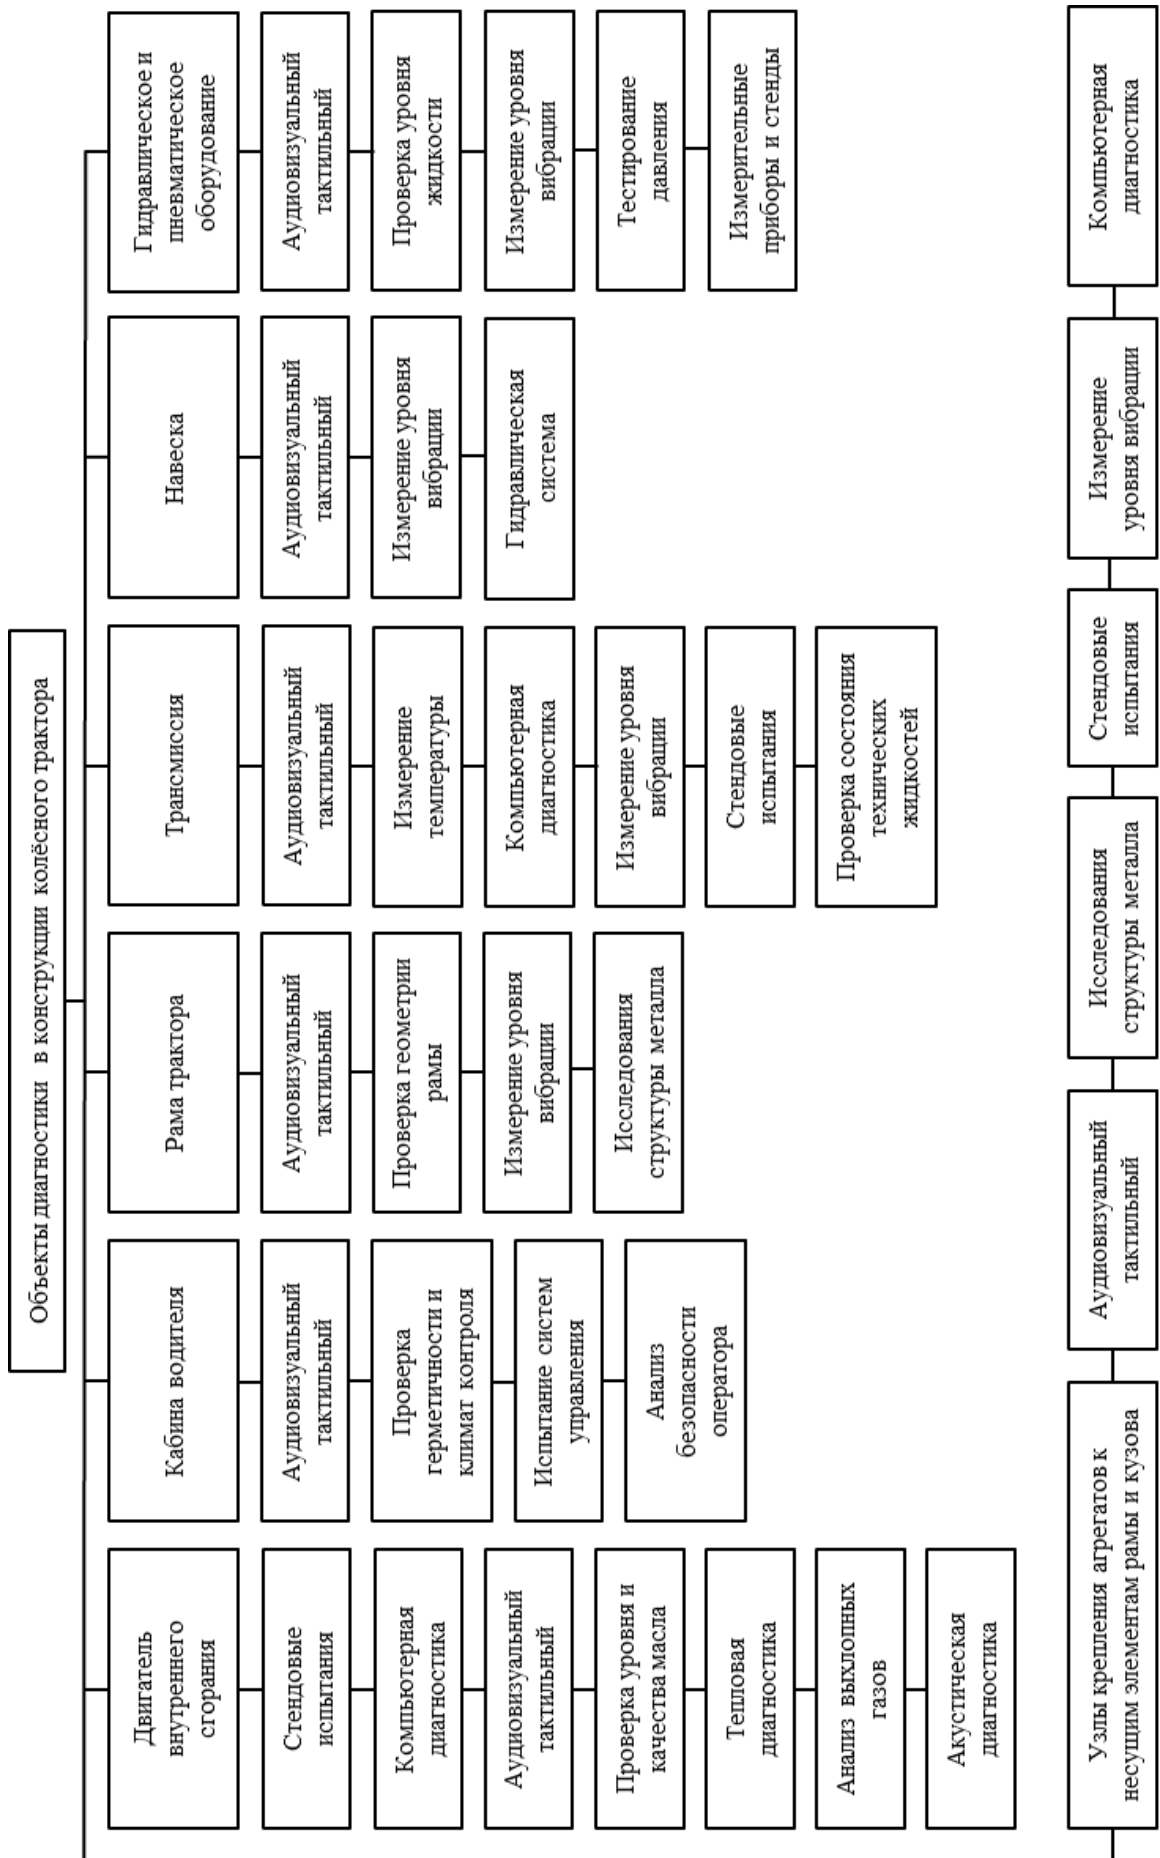 Объекты диагностики в конструкции колёсного трактора
Двигатель
внутреннего
сгорания
Стендовые
испытания
Компьютерная
диагностика
Аудиовизуальный
тактильный
Проверка уровня и
качества масла
Тепловая
диагностика
Анализ выхлопных
газов
Акустическая
диагностика
Кабина водителя
Аудиовизуальный
тактильный
Проверка
герметичности и
климат контроля
Испытание систем
управления
Анализ
безопасности
оператора
Рама трактора
Аудиовизуальный
тактильный
Проверка геометрии
рамы
Измерение уровня
вибрации
Исследования
структуры металла
Трансмиссия
Аудиовизуальный
тактильный
Измерение
температуры
Компьютерная
диагностика
Измерение уровня
вибрации
Стендовые
испытания
Проверка состояния
технических
жидкостей
Навеска
Аудиовизуальный
тактильный
Измерение уровня
вибрации
Гидравлическая
система
Гидравлическое и
пневматическое
оборудование
Аудиовизуальный
тактильный
Проверка уровня
жидкости
Измерение уровня
вибрации
Тестирование
давления
Измерительные
приборы и стенды
Узлы крепления агрегатов к
несущим элементам рамы и кузова
Аудиовизуальный
тактильный
Исследования
структуры металла
Стендовые
испытания
Измерение
уровня вибрации
Компьютерная
диагностика